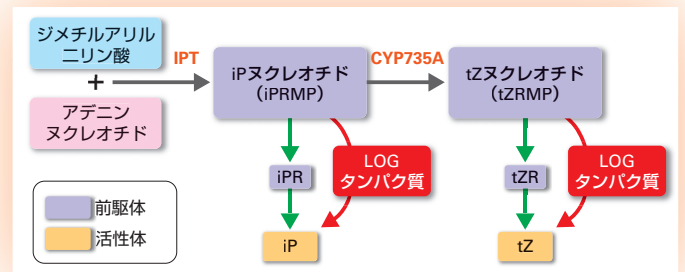 ジメチルアリル
ニリン酸
+
アデニン
ヌクレオチド
IPT
iPヌクレオチド
（iPRMP）
CYP735A
tZヌクレオチド
（tZRMP）
iPR
LOG
タンパク質
iP
tZR
LOG
タンパク質
tZ
前駆体
活性体